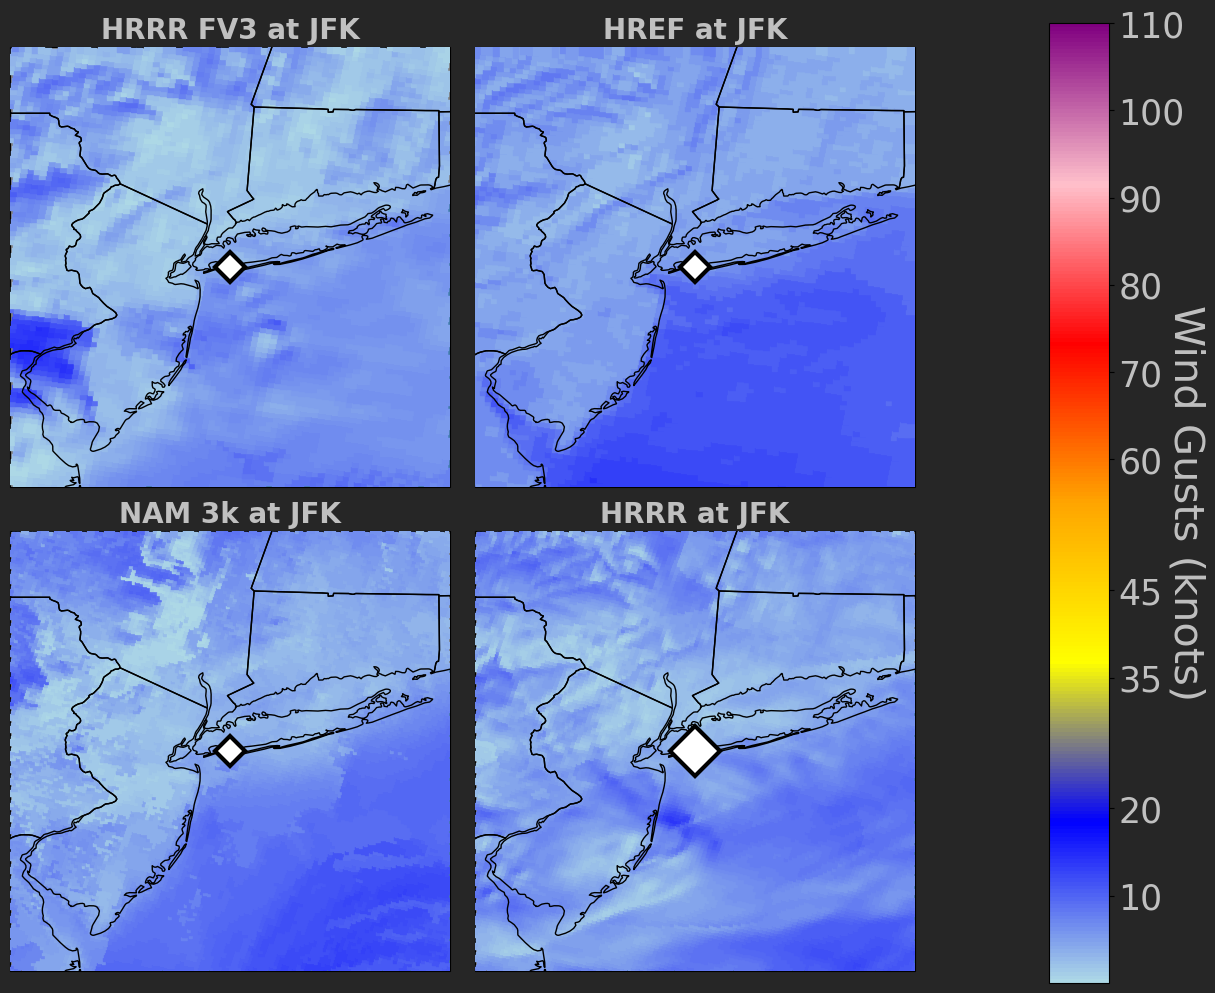 HRRR FV3 at JFK
HREF at JFK
NAM 3k at JFK
HRRR at JFK
110
100
90
80
70
60
45
35
20
10
Wind Gusts (knots)